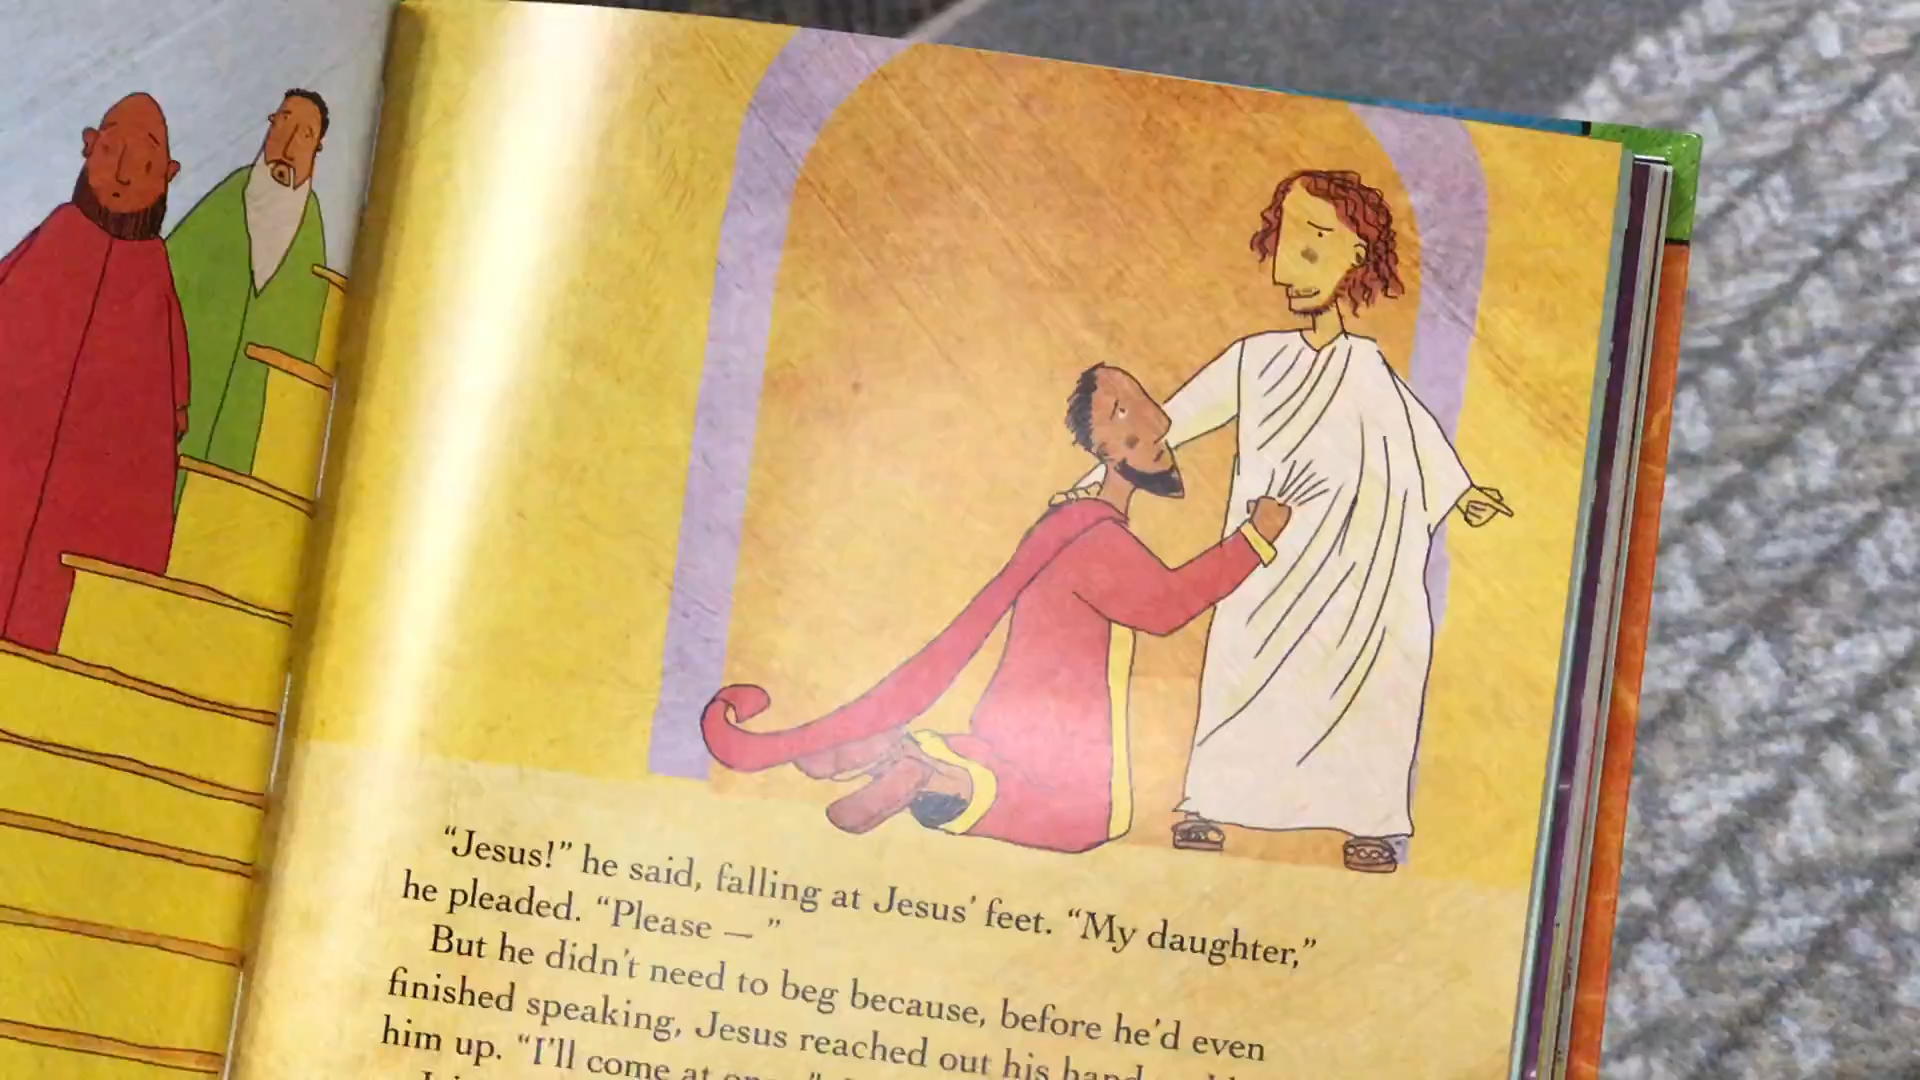 “Jesus!” he said, falling at Jesus’ feet. “My daughter,”
he pleaded. “Please — ”
But he didn’t need to beg because, before he’d even
finished speaking, Jesus reached out his hand
him up. “I’ll come at